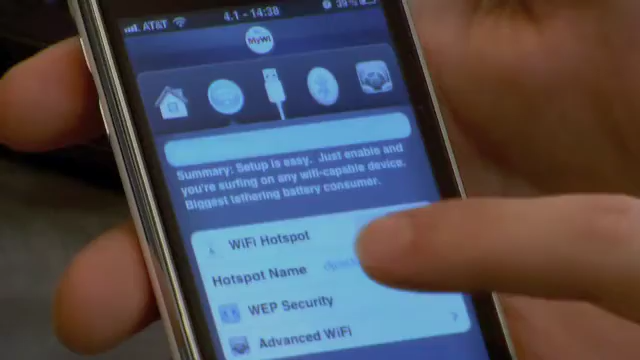 AT&T 4.1 - 14:38 39%
MyWi
Summary: Setup is easy. Just enable and
you're surfing on any wifi-capable device.
Biggest tethering battery consumer.
WiFi Hotspot
Hotspot Name
WEP Security
Advanced WiFi